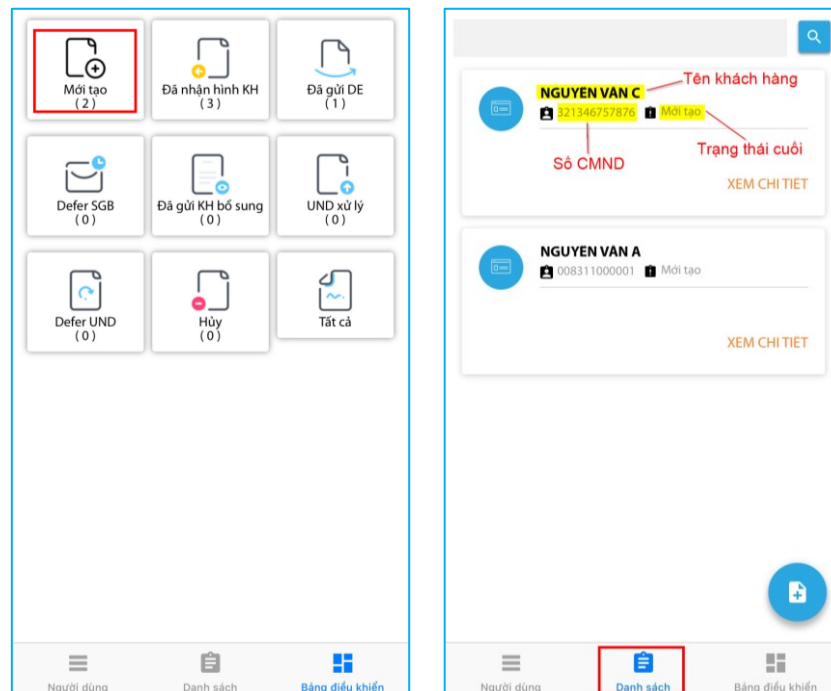 Mới tạo
(2)
Đã nhận hình KH
(3)
Đã gửi DE
(1)
Defer SGB
(0)
Đã gửi KH bổ sung
(0)
UND xử lý
(0)
Defer UND
(0)
Hủy
(0)
Tất cả
Người dùng
Danh sách
Bảng điều khiển
NGUYEN VAN C
Tên khách hàng
321346757876
Mới tạo
Số CMND
Trạng thái cuối
XEM CHI TIẾT
NGUYEN VAN A
008311000001
Mới tạo
XEM CHI TIẾT
Người dùng
Danh sách
Bảng điều khiển